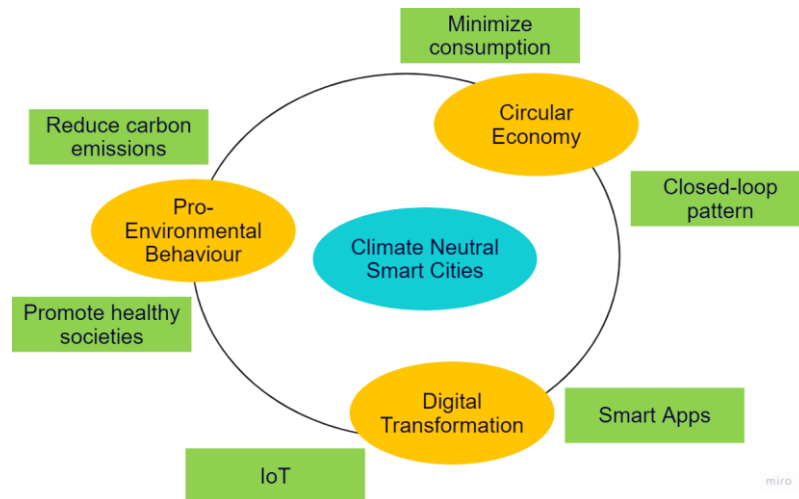 Minimize
consumption
Circular
Economy
Reduce carbon
emissions
Closed-loop
pattern
Pro-
Environmental
Behaviour
Climate Neutral
Smart Cities
Promote healthy
societies
Digital
Transformation
Smart Apps
IoT
miro